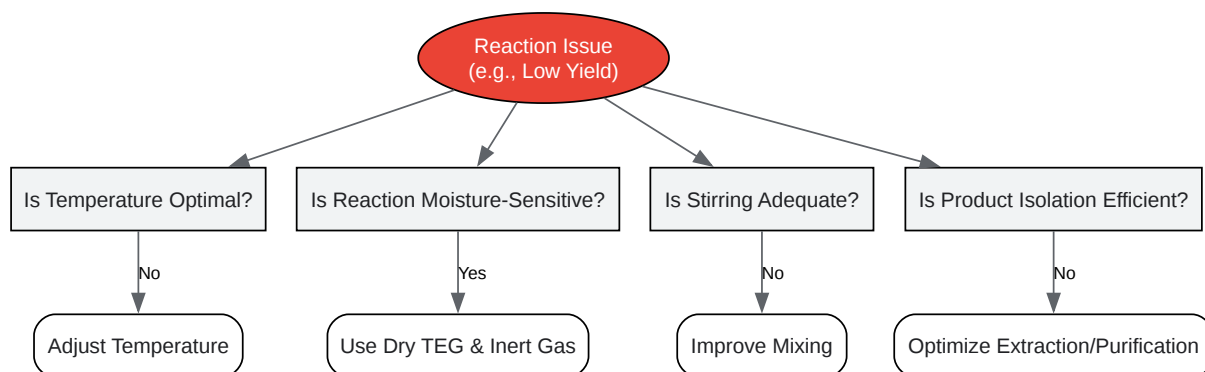 Reaction Issue
(e.g., Low Yield)
Is Temperature Optimal?
Is Reaction Moisture-Sensitive?
Is Stirring Adequate?
Is Product Isolation Efficient?
No
Yes
No
No
Adjust Temperature
Use Dry TEG & Inert Gas
Improve Mixing
Optimize Extraction/Purification